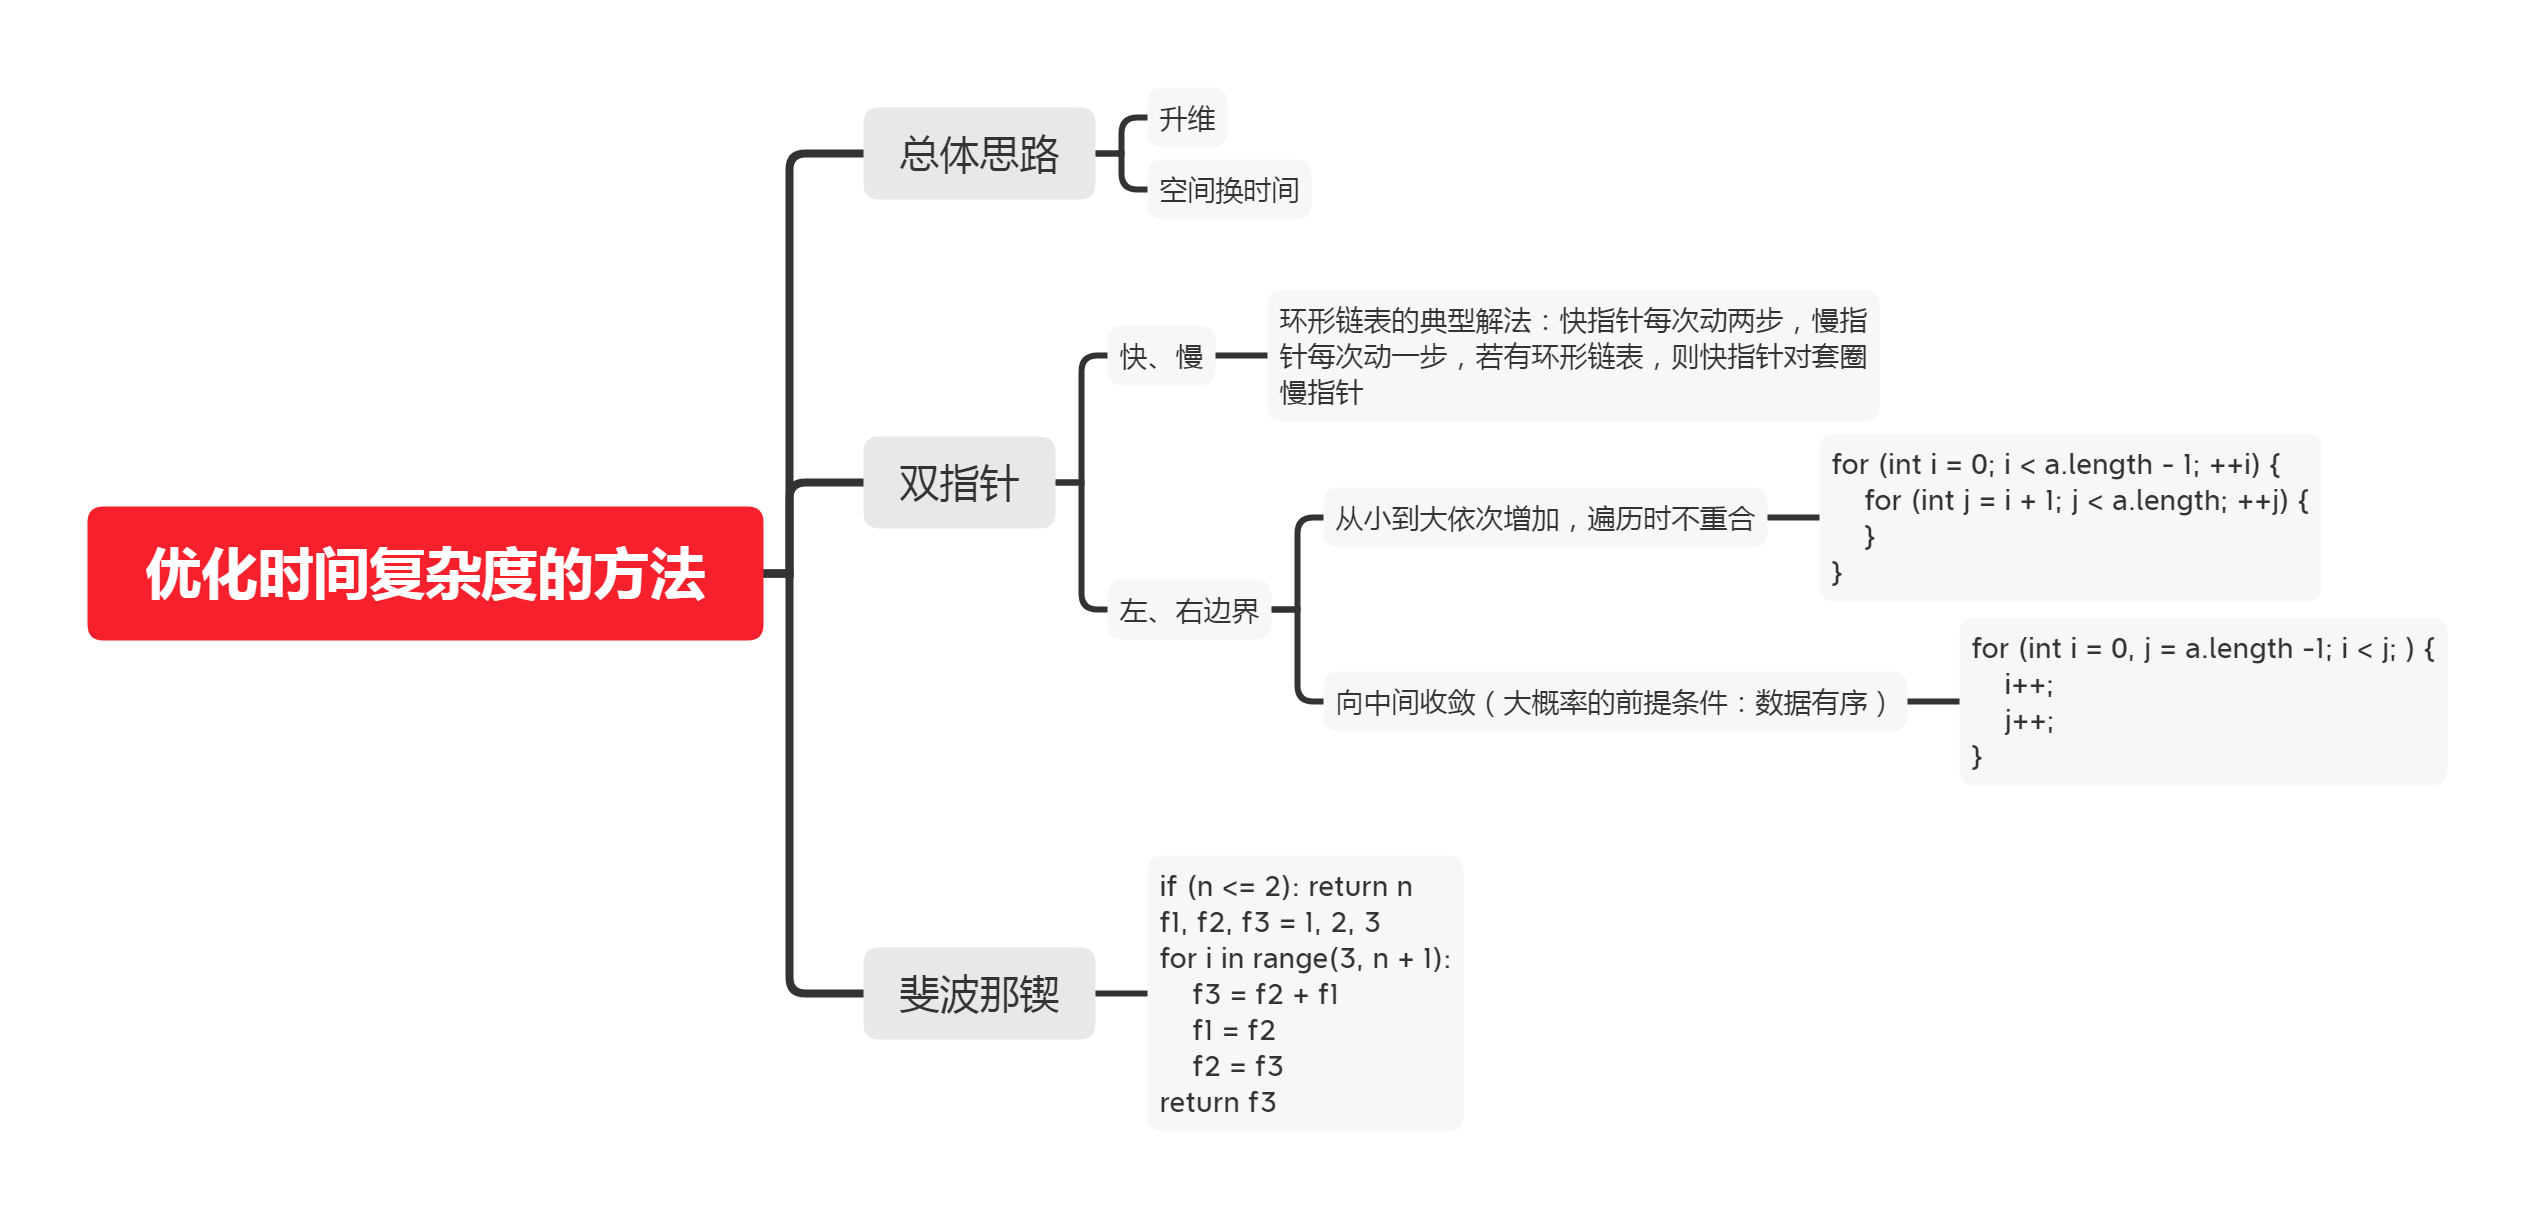 优化时间复杂度的方法
总体思路
升维
空间换时间
双指针
快、慢
环形链表的典型解法：快指针每次动两步，慢指
针每次动一步，若有环形链表，则快指针对套圈
慢指针
左、右边界
从小到大依次增加，遍历时不重合
for (int i = 0; i < a.length - 1; ++i) {
    for (int j = i + 1; j < a.length; ++j) {
    }
}
向中间收敛（大概率的前提条件：数据有序）
for (int i = 0, j = a.length -1; i < j; ) {
    i++;
    j++;
}
斐波那锲
if (n <= 2): return n
f1, f2, f3 = 1, 2, 3
for i in range(3, n + 1):
    f3 = f2 + f1
    f1 = f2
    f2 = f3
return f3